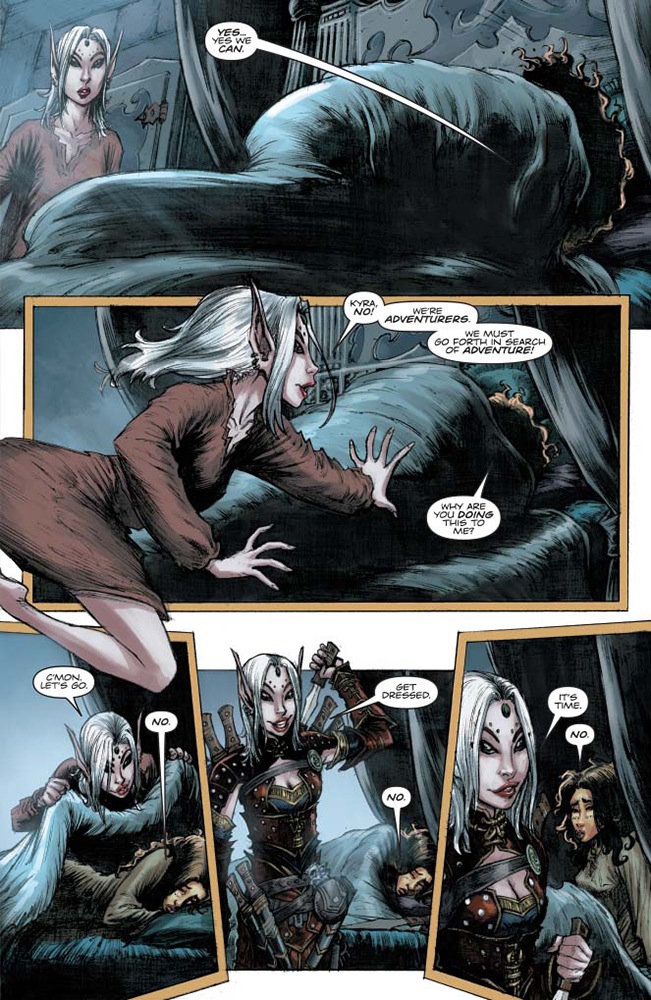 YES...
YES WE
CAN.
KYRA,
NO!
WE'RE
ADVENTURERS.
WE MUST
GO FORTH IN SEARCH
OF ADVENTURE!
WHY ARE
YOU DOING
THIS TO
ME?
C'MON.
LET'S GO.
NO.
GET
DRESSED.
NO.
IT'S
TIME.
NO.